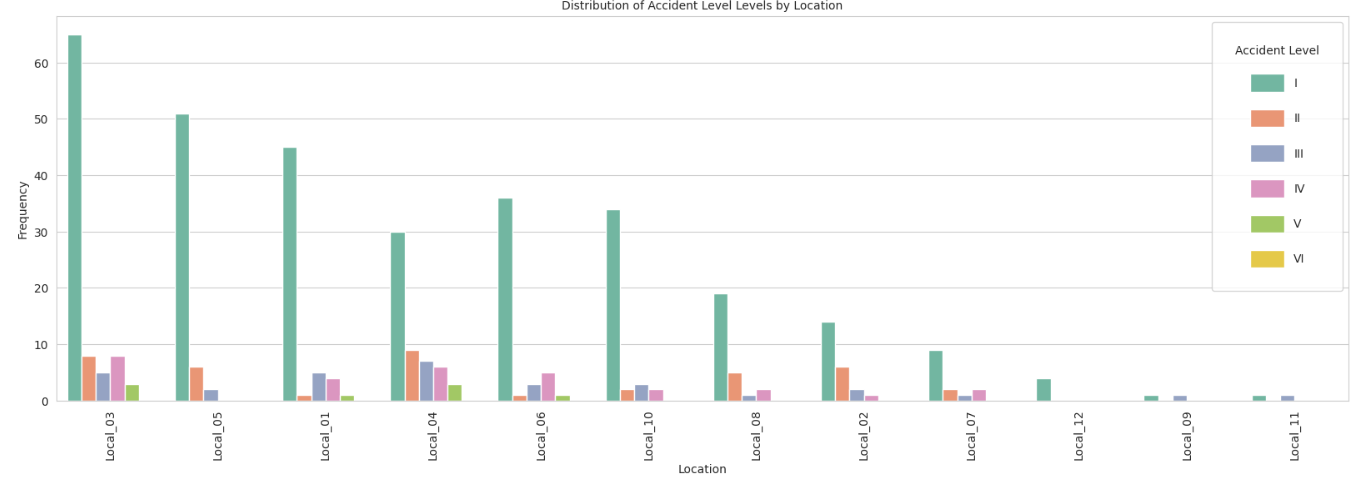 Distribution of Accident Level Levels by Location
Frequency
60
50
40
30
20
10
0
Accident Level
I
II
III
IV
V
VI
Local_03
Local_05
Local_01
Local_04
Local_06
Local_10
Local_08
Local_02
Local_07
Local_12
Local_09
Local_11
Location